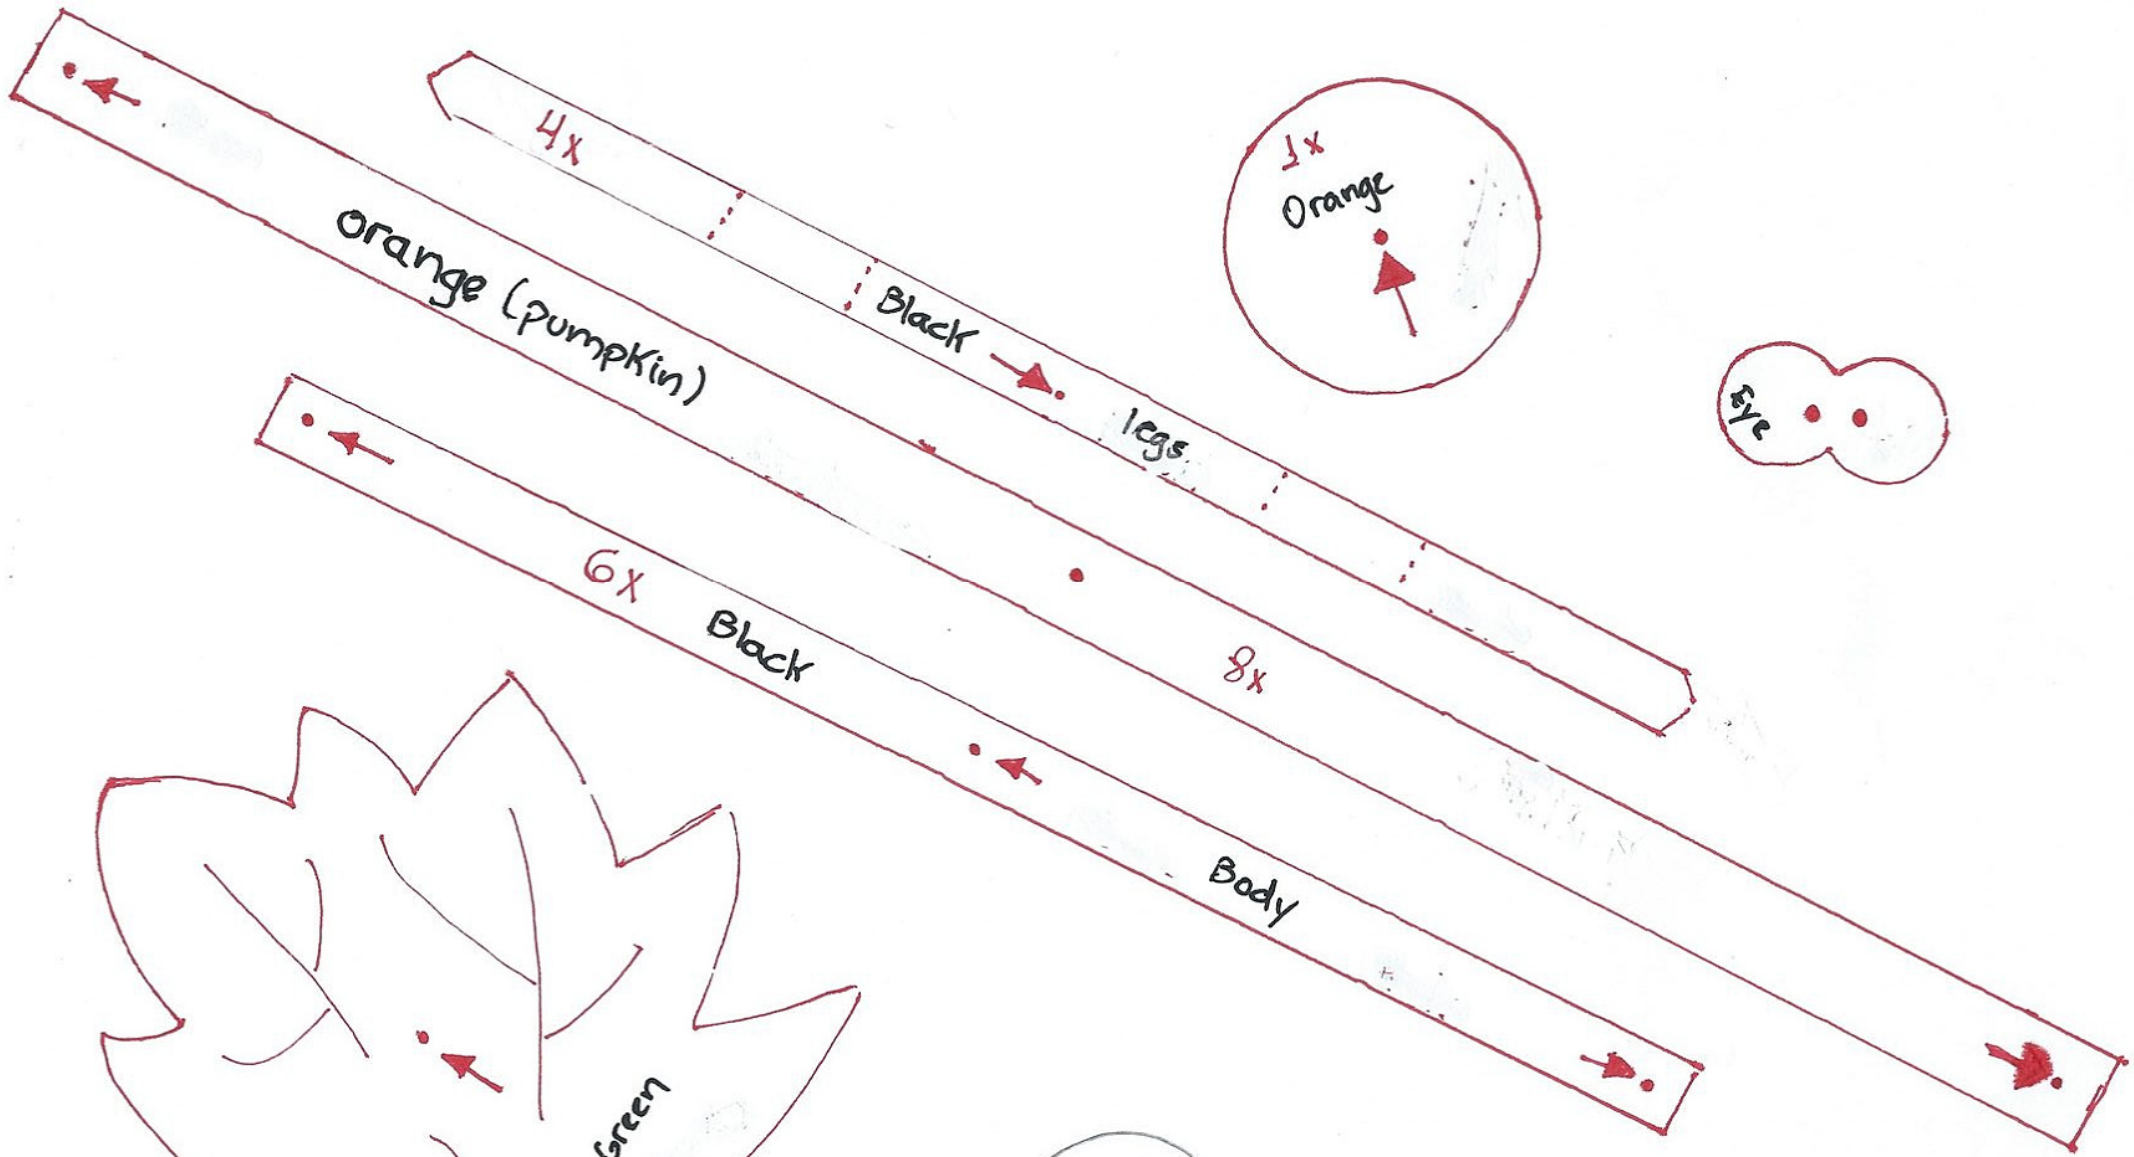 4x
Black
legs
orange (pumpkin)
8x
6x
Black
Body
1x
Orange
Eye
Green